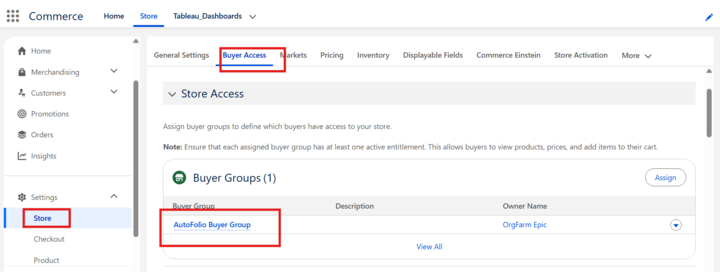 Commerce Home Store Tableau_Dashboards
Home
Merchandising
Customers
Promotions
Orders
Insights
Settings
Store
Checkout
Product
General Settings Buyer Access Markets Pricing Inventory Displayable Fields Commerce Einstein Store Activation More
Store Access
Assign buyer groups to define which buyers have access to your store.
Note: Ensure that each assigned buyer group has at least one active entitlement. This allows buyers to view products, prices, and add items to their cart.
Buyer Groups (1) Assign
Buyer Group Description Owner Name
AutoFolio Buyer Group OrgFarm Epic
View All